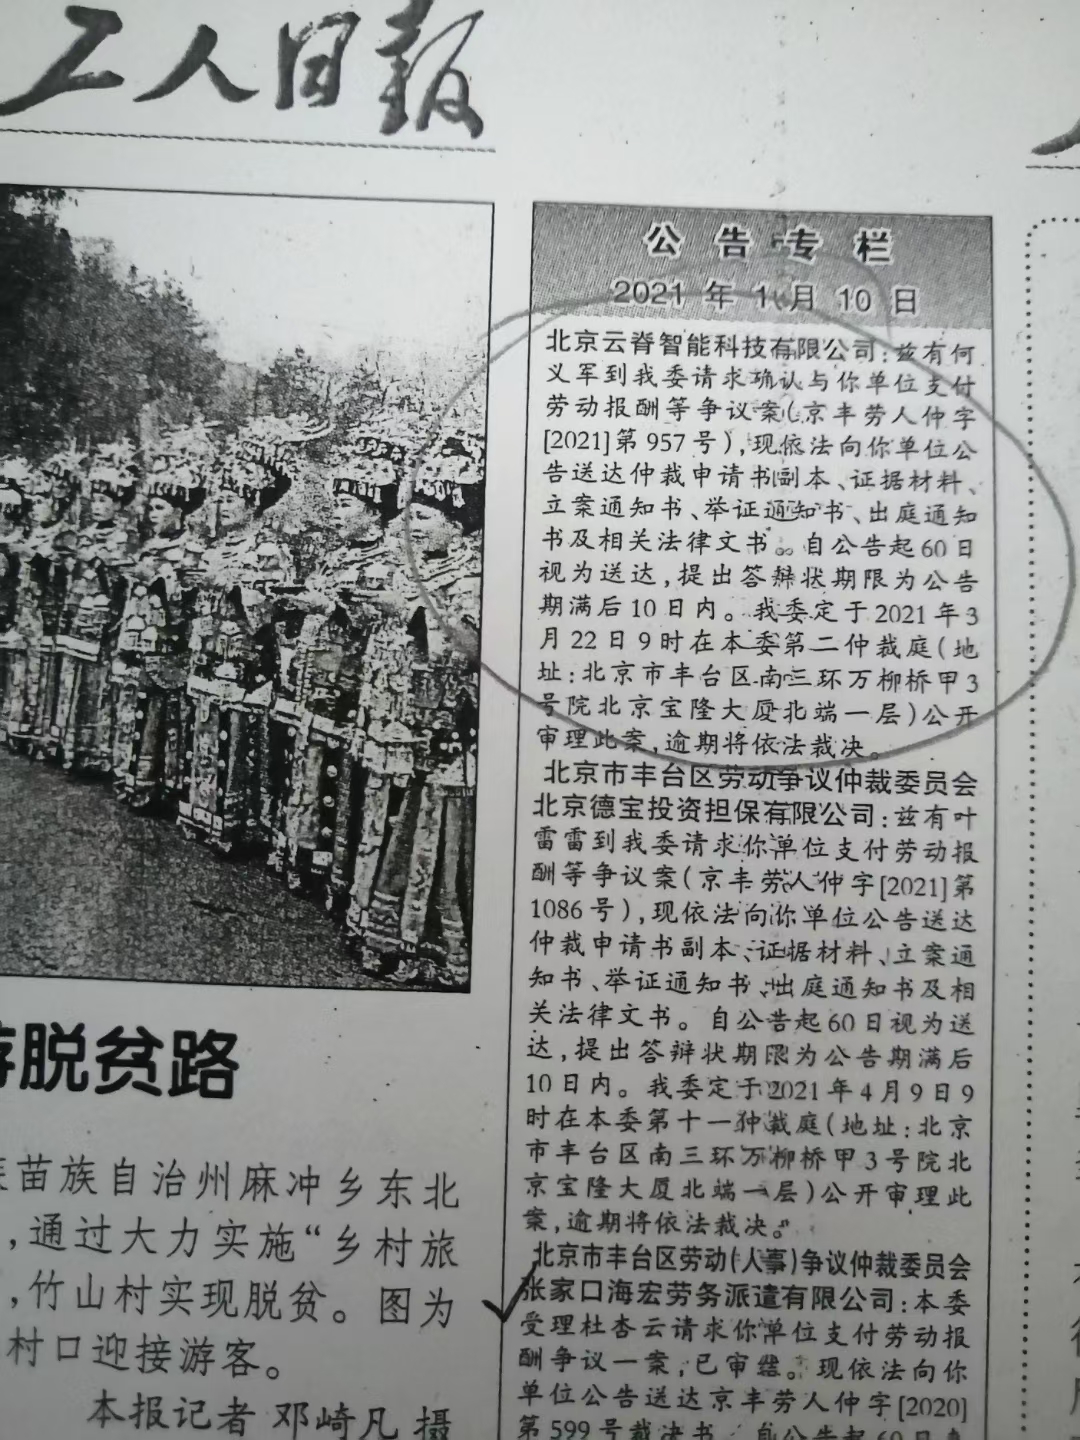 工人日报
公告专栏
2021年1月10日
北京云脊智能科技有限公司：兹有何
义军到我委请求确认与你单位支付
劳动报酬等争议案（京丰劳人仲字
[2021]第957号），现依法向你单位公
告送达仲裁申请书副本、证据材料、
立案通知书、举证通知书、出庭通知
书及相关法律文书。自公告起60日
视为送达，提出答辩状期限为公告
期满后10日内。我委定于2021年3
月22日9时在本委第二仲裁庭（地
址：北京市丰台区南三环万柳桥甲3
号院北京宝隆大厦北端一层）公开
审理此案，逾期将依法裁决。
北京市丰台区劳动争议仲裁委员会
北京德宝投资担保有限公司：兹有叶
雷雷到我委请求你单位支付劳动报
酬等争议案（京丰劳人仲字[2021]第
1086号），现依法向你单位公告送达
仲裁申请书副本、证据材料、立案通
知书、举证通知书、出庭通知书及相
关法律文书。自公告起60日视为送
达，提出答辩状期限为公告期满后
10日内。我委定于2021年4月9日9
时在本委第十一仲裁庭（地址：北京
市丰台区南三环万柳桥甲3号院北
京宝隆大厦北端一层）公开审理此
案，逾期将依法裁决。
北京市丰台区劳动（人事）争议仲裁委员会
张家口海宏劳务派遣有限公司：本委
受理杜杏云请求你单位支付劳动报
酬争议一案，已审结。现依法向你
单位公告送达京丰劳人仲字[2020]
第599号裁决书。自公告起60日
脱贫路
苗族自治州麻冲乡东北
，通过大力实施“乡村旅
，竹山村实现脱贫。图为
村口迎接游客。
本报记者 邓崎凡 摄